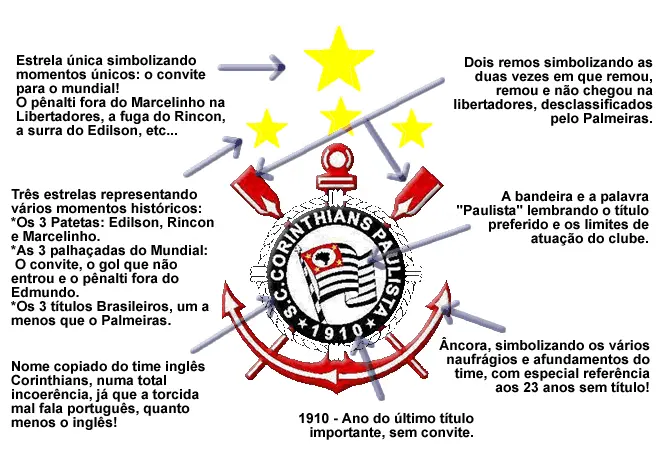 Estrela única simbolizando
momentos únicos: o convite
para o mundial!
O pênalti fora do Marcelinho na
Libertadores, a fuga do Rincon,
a surra do Edilson, etc...
Dois remos simbolizando as
duas vezes em que remou,
remou e não chegou na
libertadores, desclassificados
pelo Palmeiras.
Três estrelas representando
vários momentos históricos:
*Os 3 Patetas: Edilson, Rincon
e Marcelinho.
*As 3 palhaçadas do Mundial:
O convite, o gol que não
entrou e o pênalti fora do
Edmundo.
*Os 3 títulos Brasileiros, um a
menos que o Palmeiras.
A bandeira e a palavra
"Paulista" lembrando o título
preferido e os limites de
atuação do clube.
S.C. CORINTHIANS PAULISTA
1910
Nome copiado do time inglês
Corinthians, numa total
incoerência, já que a torcida
mal fala português, quanto
menos o inglês!
Âncora, simbolizando os vários
naufrágios e afundamentos do
time, com especial referência
aos 23 anos sem título!
1910 - Ano do último título
importante, sem convite.